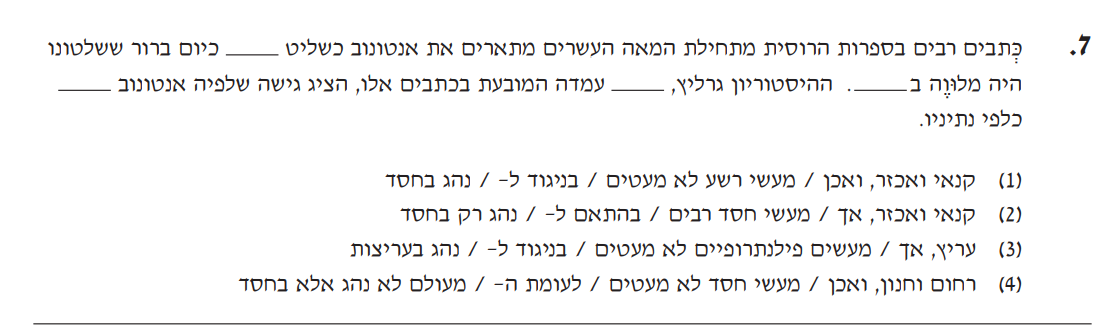 .7 כְּתבים רבים בספרות הרוסית מתחילת המאה העשרים מתארים את אנטונוב כשליט _____ כיום ברור ששלטונו
היה מלוּוֶה ב_____. ההיסטוריון גרליץ, _____ עמדה המובעת בכתבים אלו, הציג גישה שלפיה אנטונוב _____
כלפי נתיניו.
(1) קנאי ואכזר, ואכן / מעשי רשע לא מעטים / בניגוד ל- / נהג בחסד
(2) קנאי ואכזר, אך / מעשי חסד רבים / בהתאם ל- / נהג רק בחסד
(3) עריץ, אך / מעשים פילנתרופיים לא מעטים / בניגוד ל- / נהג בעריצות
(4) רחום וחנון, ואכן / מעשי חסד לא מעטים / לעומת ה- / מעולם לא נהג אלא בחסד